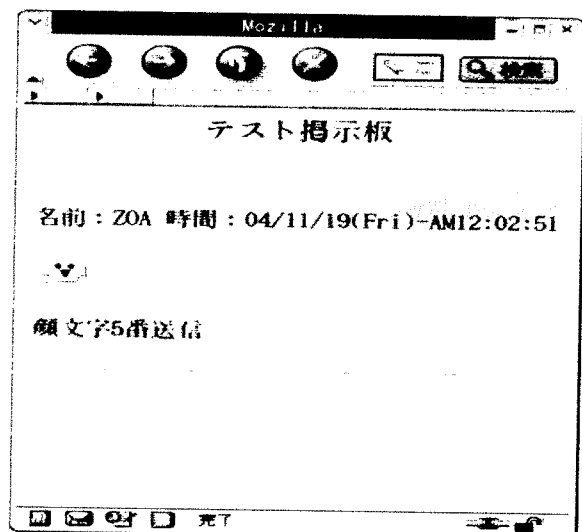 Mozilla
検索
テスト掲示板
名前：ZOA 時間：04/11/19(Fri)-AM12:02:51
顔文字5番送信
完了